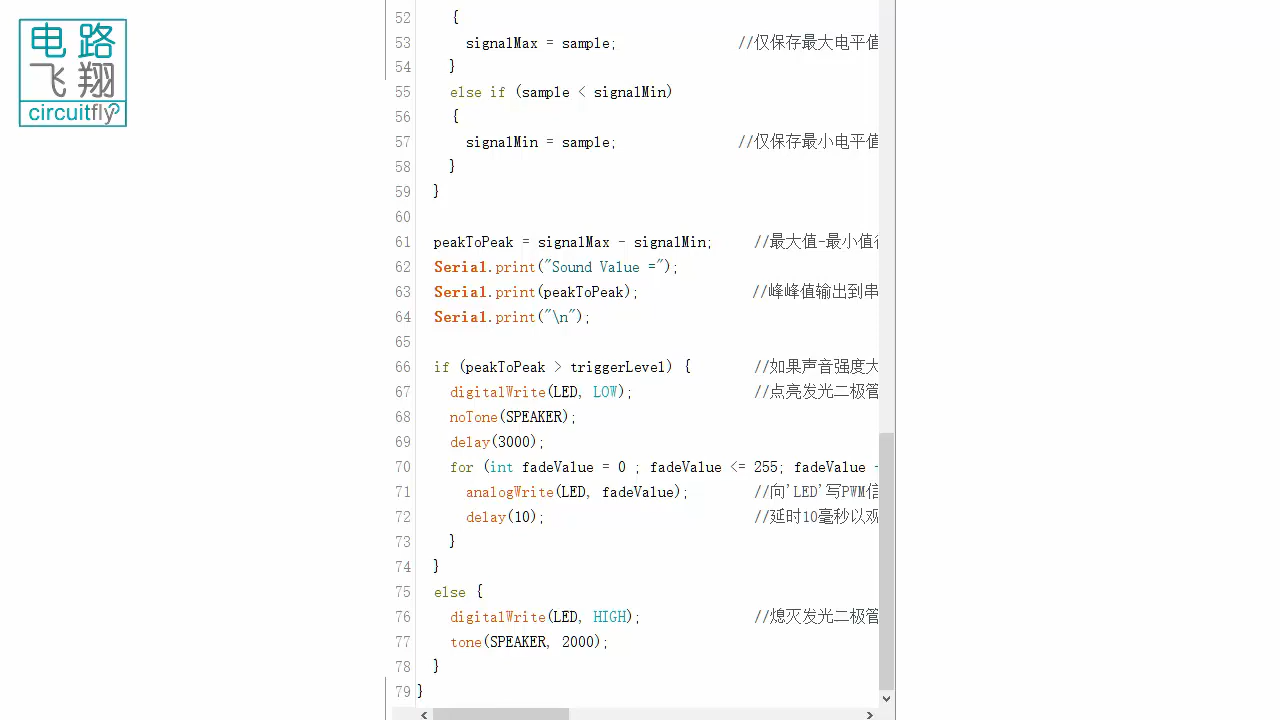 电路
飞翔
circuitfly
52 {
53 signalMax = sample; //仅保存最大电平值
54 }
55 else if (sample < signalMin)
56 {
57 signalMin = sample; //仅保存最小电平值
58 }
59 }
60
61 peakToPeak = signalMax - signalMin; //最大值-最小值
62 Serial.print("Sound Value =");
63 Serial.print(peakToPeak); //峰峰值输出到串
64 Serial.print("\n");
65
66 if (peakToPeak > triggerLevel) { //如果声音强度大
67 digitalWrite(LED, LOW); //点亮发光二极管
68 noTone(SPEAKER);
69 delay(3000);
70 for (int fadeValue = 0 ; fadeValue <= 255; fadeValue
71 analogWrite(LED, fadeValue); //向'LED'写PWM信
72 delay(10); //延时10毫秒以观
73 }
74 }
75 else {
76 digitalWrite(LED, HIGH); //熄灭发光二极管
77 tone(SPEAKER, 2000);
78 }
79 }